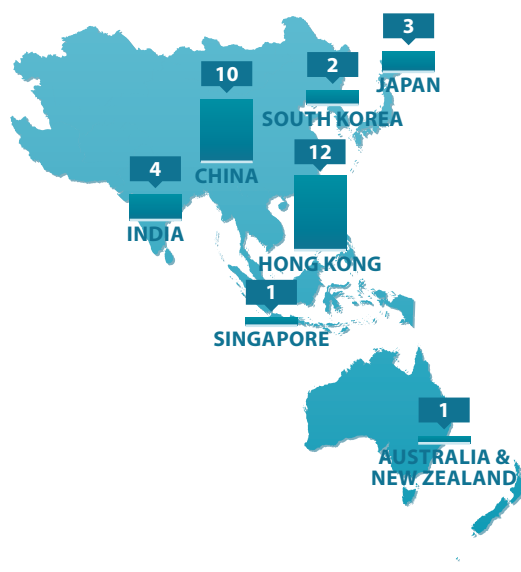 3
JAPAN
2
SOUTH KOREA
10
CHINA
12
HONG KONG
4
INDIA
1
SINGAPORE
1
AUSTRALIA &
NEW ZEALAND